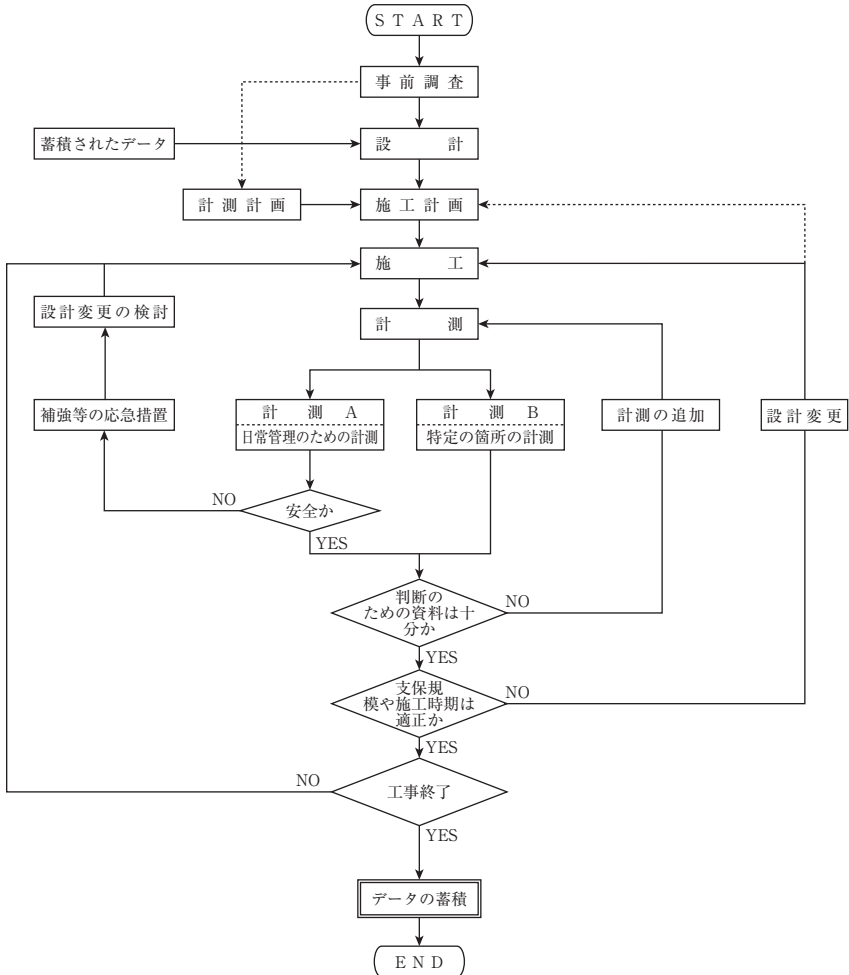 START
事前調査
蓄積されたデータ
設計
計測計画
施工計画
施工
設計変更の検討
計測
補強等の応急措置
計測A
日常管理のための計測
計測B
特定の箇所の計測
計測の追加
設計変更
NO
安全か
YES
判断の
ための資料は十
分か
NO
YES
支保規
模や施工時期は
適正か
NO
YES
NO
工事終了
YES
データの蓄積
END